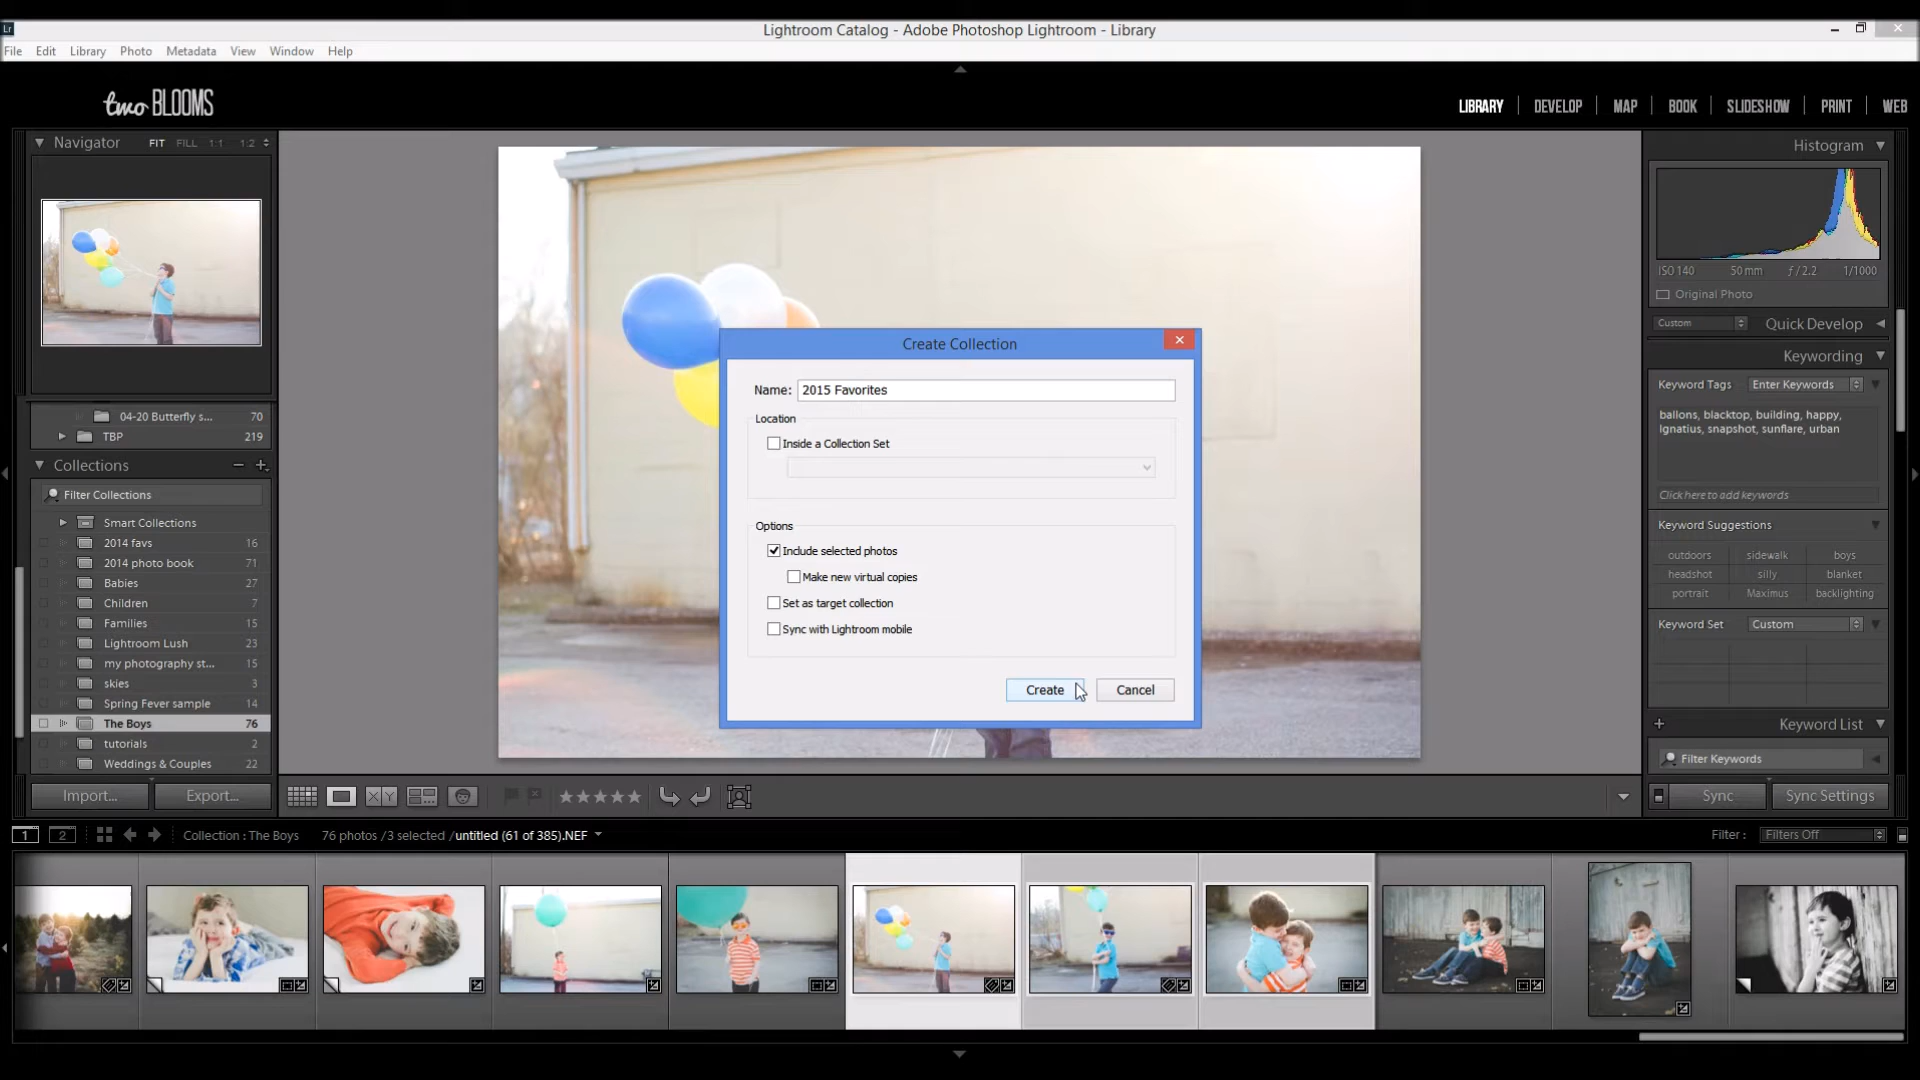 Lr
Lightroom Catalog - Adobe Photoshop Lightroom - Library
File Edit Library Photo Metadata View Window Help
two BLOOMS
LIBRARY DEVELOP MAP BOOK SLIDESHOW PRINT WEB
Navigator FIT FILL 1:1 1:2
04-20 Butterfly s... 70
TBP 219
Collections
Filter Collections
Smart Collections
2014 favs 16
2014 photo book 71
Babies 27
Children 7
Families 15
Lightroom Lush 23
my photography st... 15
skies 3
Spring Fever sample 14
The Boys 76
tutorials 2
Weddings & Couples 22
Import... Export...
Create Collection
Name: 2015 Favorites
Location
Inside a Collection Set
Options
Include selected photos
Make new virtual copies
Set as target collection
Sync with Lightroom mobile
Create Cancel
Histogram
ISO 140 50 mm ƒ / 2.2 1/1000
Original Photo
Custom Quick Develop
Keywording
Keyword Tags Enter Keywords
ballons, blacktop, building, happy,
Ignatius, snapshot, sunflare, urban
Click here to add keywords
Keyword Suggestions
outdoors sidewalk boys
headshot silly blanket
portrait Maximus backlighting
Keyword Set Custom
Keyword List
Filter Keywords
Sync Sync Settings
XY
1 2 Collection : The Boys 76 photos / 3 selected / untitled (61 of 385).NEF
Filter : Filters Off